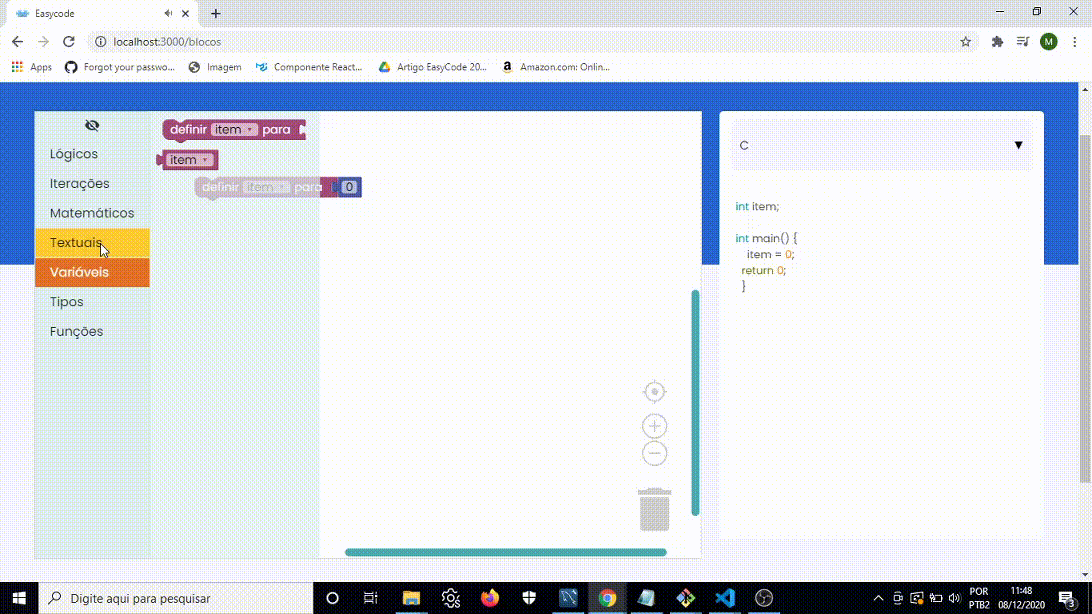 Easycode
localhost:3000/blocos
M
Apps
Forgot your passwo...
Imagem
Componente React...
Artigo EasyCode 20...
Amazon.com: Onlin...
Lógicos
Iterações
Matemáticos
Textuais
Variáveis
Tipos
Funções
definir item para
item
definir item para 0
C
int item;
int main() {
item = 0;
return 0;
}
Digite aqui para pesquisar
POR
PTB2
11:48
08/12/2020
3